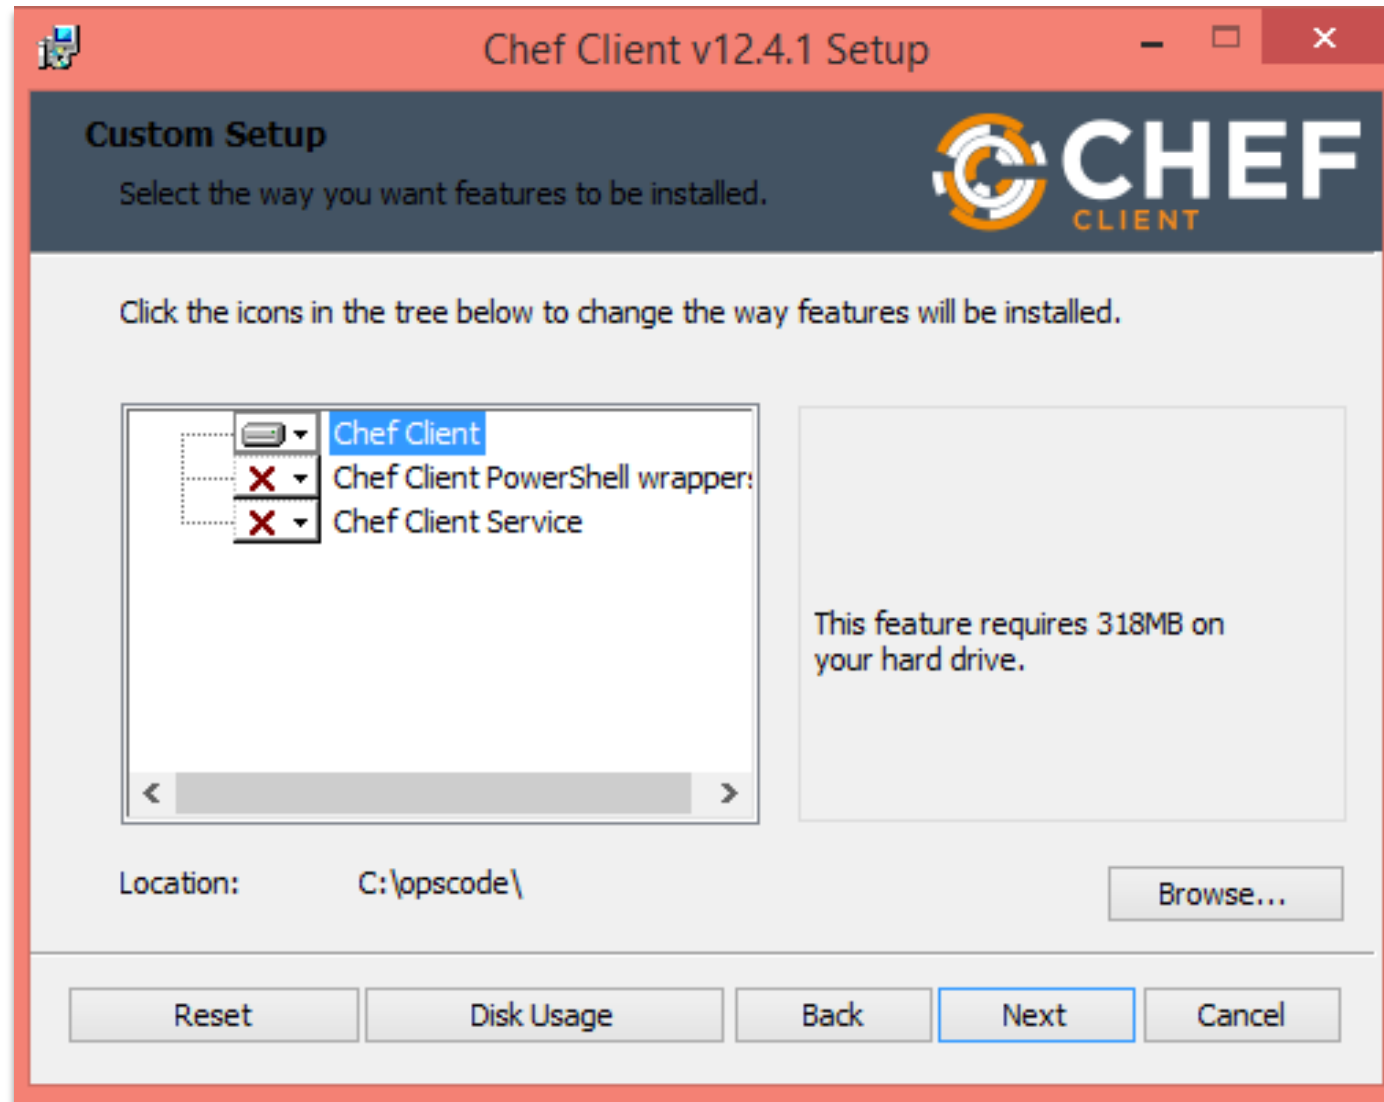 Chef Client v12.4.1 Setup
Custom Setup
Select the way you want features to be installed.
CHEF
CLIENT
Click the icons in the tree below to change the way features will be installed.
Chef Client
Chef Client PowerShell wrappers
Chef Client Service
This feature requires 318MB on
your hard drive.
Location: C:\opscode\
Browse...
Reset Disk Usage Back Next Cancel